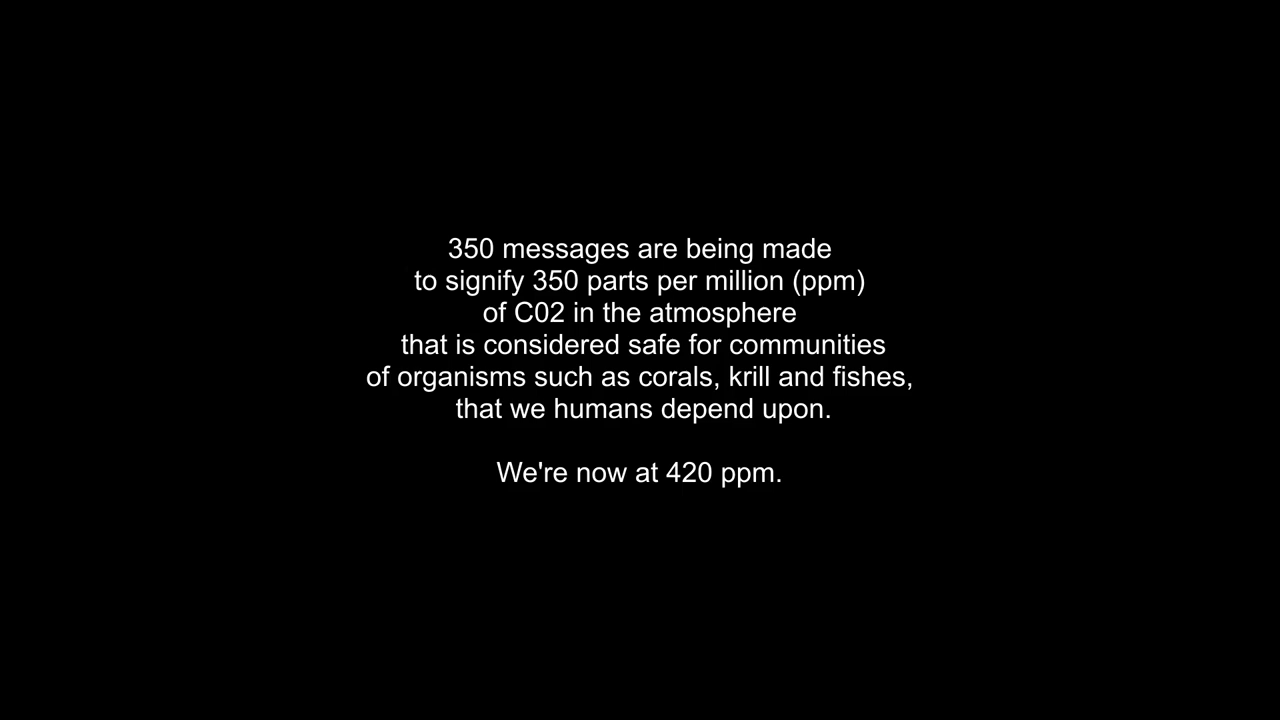 350 messages are being made
to signify 350 parts per million (ppm)
of C02 in the atmosphere
that is considered safe for communities
of organisms such as corals, krill and fishes,
that we humans depend upon.
We're now at 420 ppm.